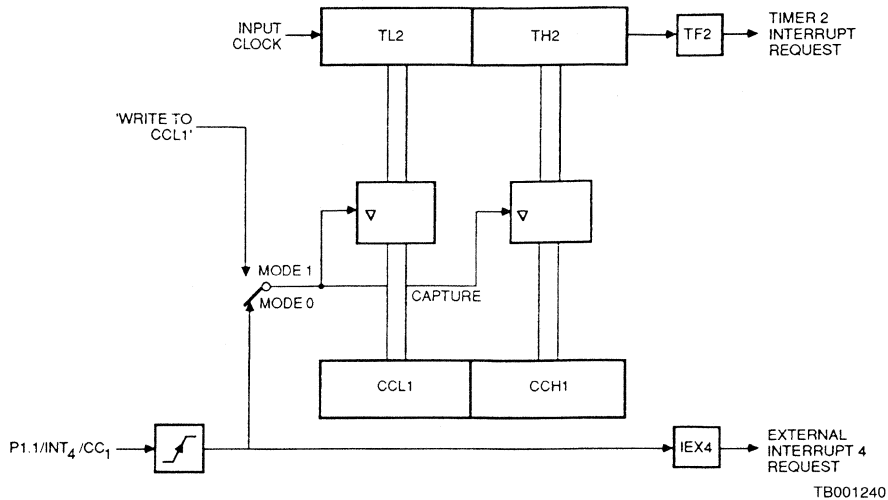 INPUT
CLOCK
TL2
TH2
TF2
TIMER 2
INTERRUPT
REQUEST
'WRITE TO
CCL1'
MODE 1
MODE 0
CAPTURE
CCL1
CCH1
P1.1/INT4/CC1
IEX4
EXTERNAL
INTERRUPT 4
REQUEST
TB001240